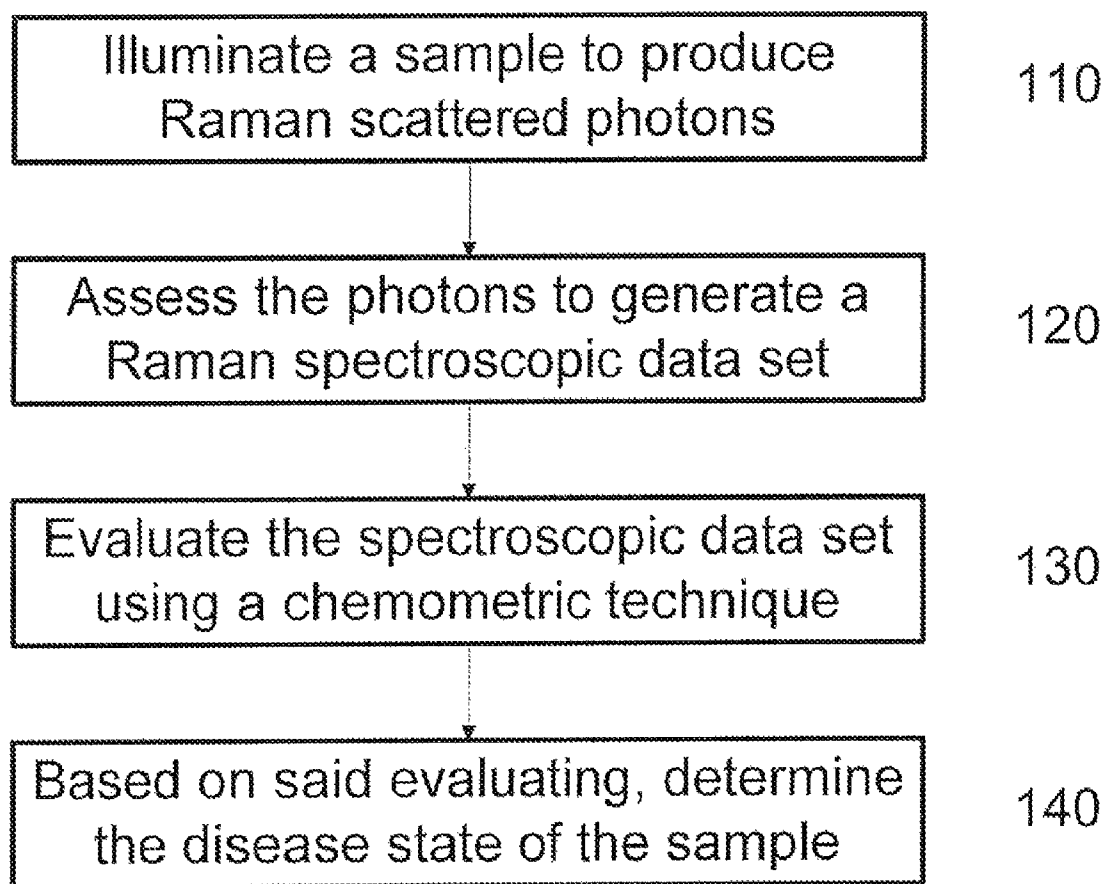 Illuminate a sample to produce
Raman scattered photons
110
Assess the photons to generate a
Raman spectroscopic data set
120
Evaluate the spectroscopic data set
using a chemometric technique
130
Based on said evaluating, determine
the disease state of the sample
140